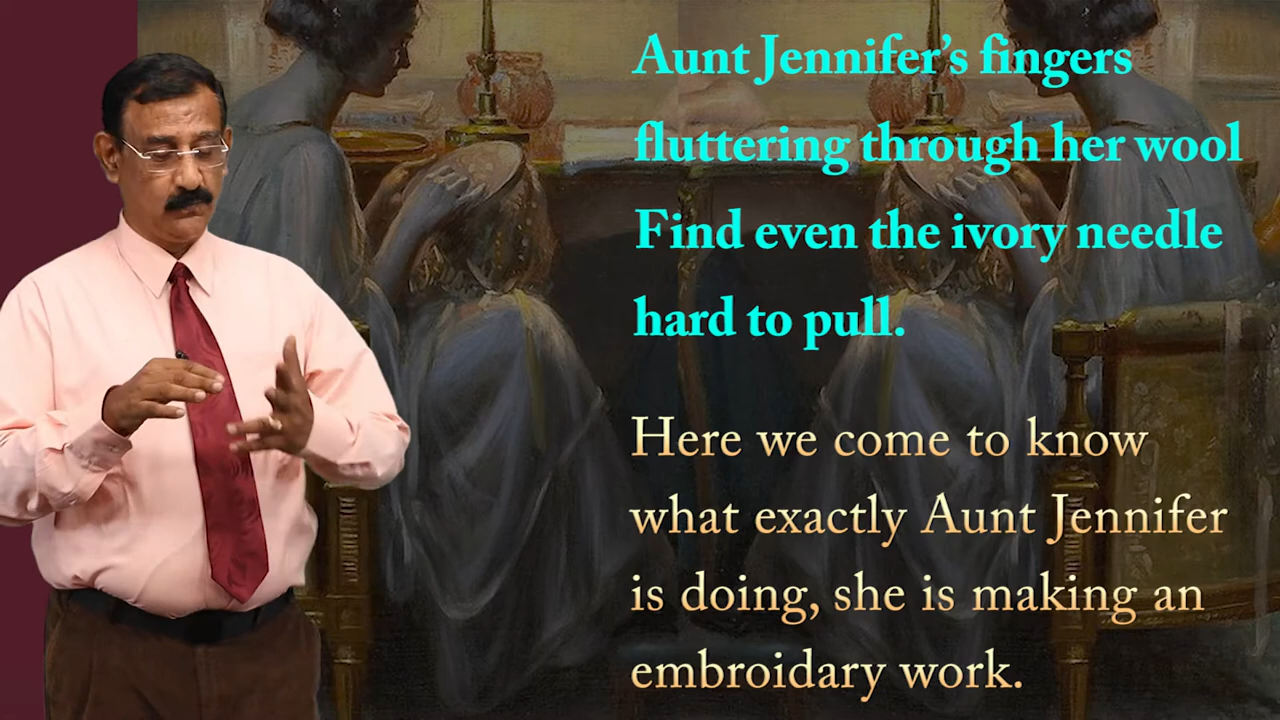 Aunt Jennifer’s fingers
fluttering through her wool
Find even the ivory needle
hard to pull.
Here we come to know
what exactly Aunt Jennifer
is doing, she is making an
embroidary work.